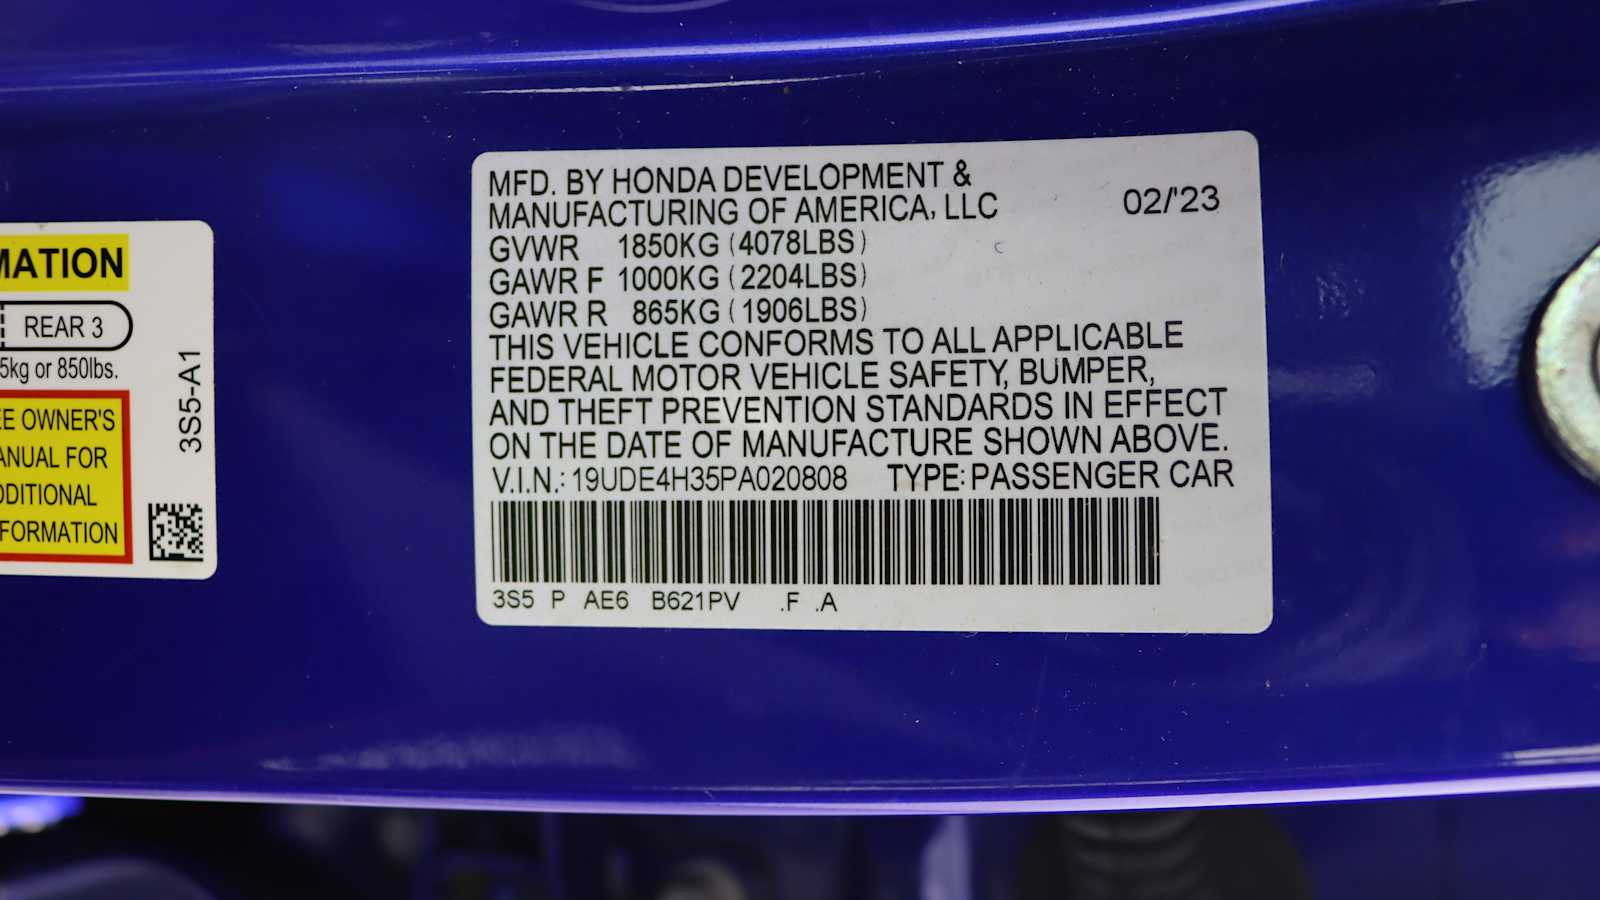 MATION
REAR 3
5kg or 850lbs.
EE OWNER'S
ANUAL FOR
DDITIONAL
FORMATION
3S5-A1
MFD. BY HONDA DEVELOPMENT &
MANUFACTURING OF AMERICA, LLC 02/'23
GVWR 1850KG (4078LBS)
GAWR F 1000KG (2204LBS)
GAWR R 865KG (1906LBS)
THIS VEHICLE CONFORMS TO ALL APPLICABLE
FEDERAL MOTOR VEHICLE SAFETY, BUMPER,
AND THEFT PREVENTION STANDARDS IN EFFECT
ON THE DATE OF MANUFACTURE SHOWN ABOVE.
V.I.N.: 19UDE4H35PA020808 TYPE: PASSENGER CAR
3S5 P AE6 B621PV .F .A